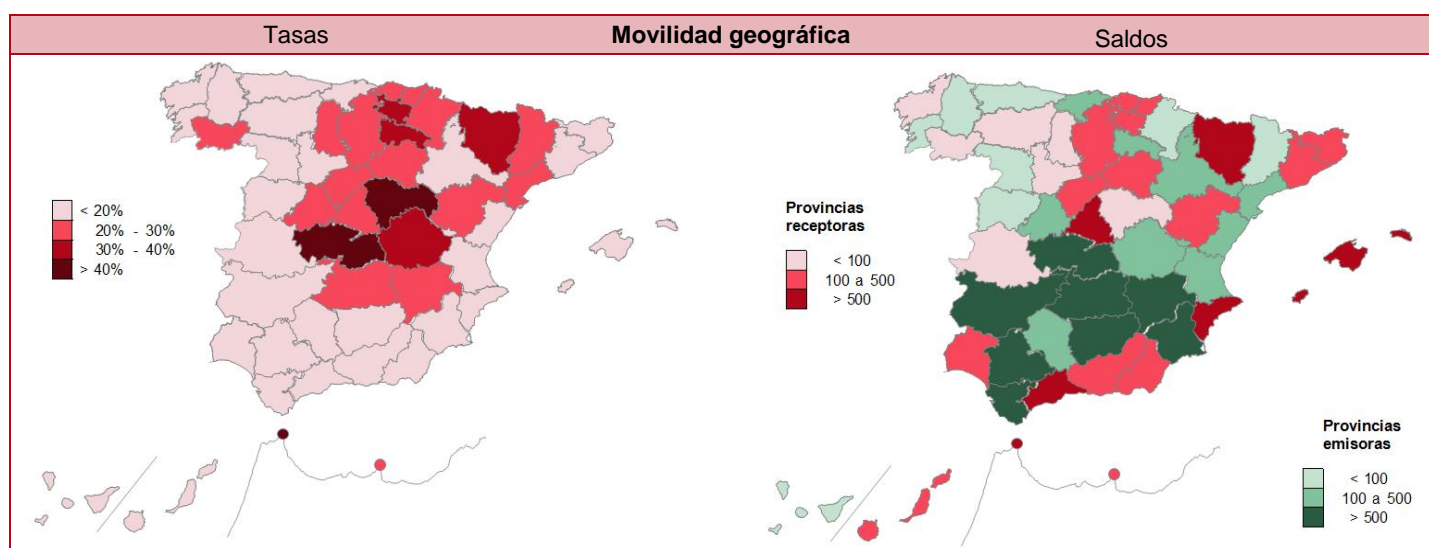 Tasas Movilidad geográfica Saldos
< 20%
20% - 30%
30% - 40%
> 40%
Provincias
receptoras
< 100
100 a 500
> 500
Provincias
emisoras
< 100
100 a 500
> 500